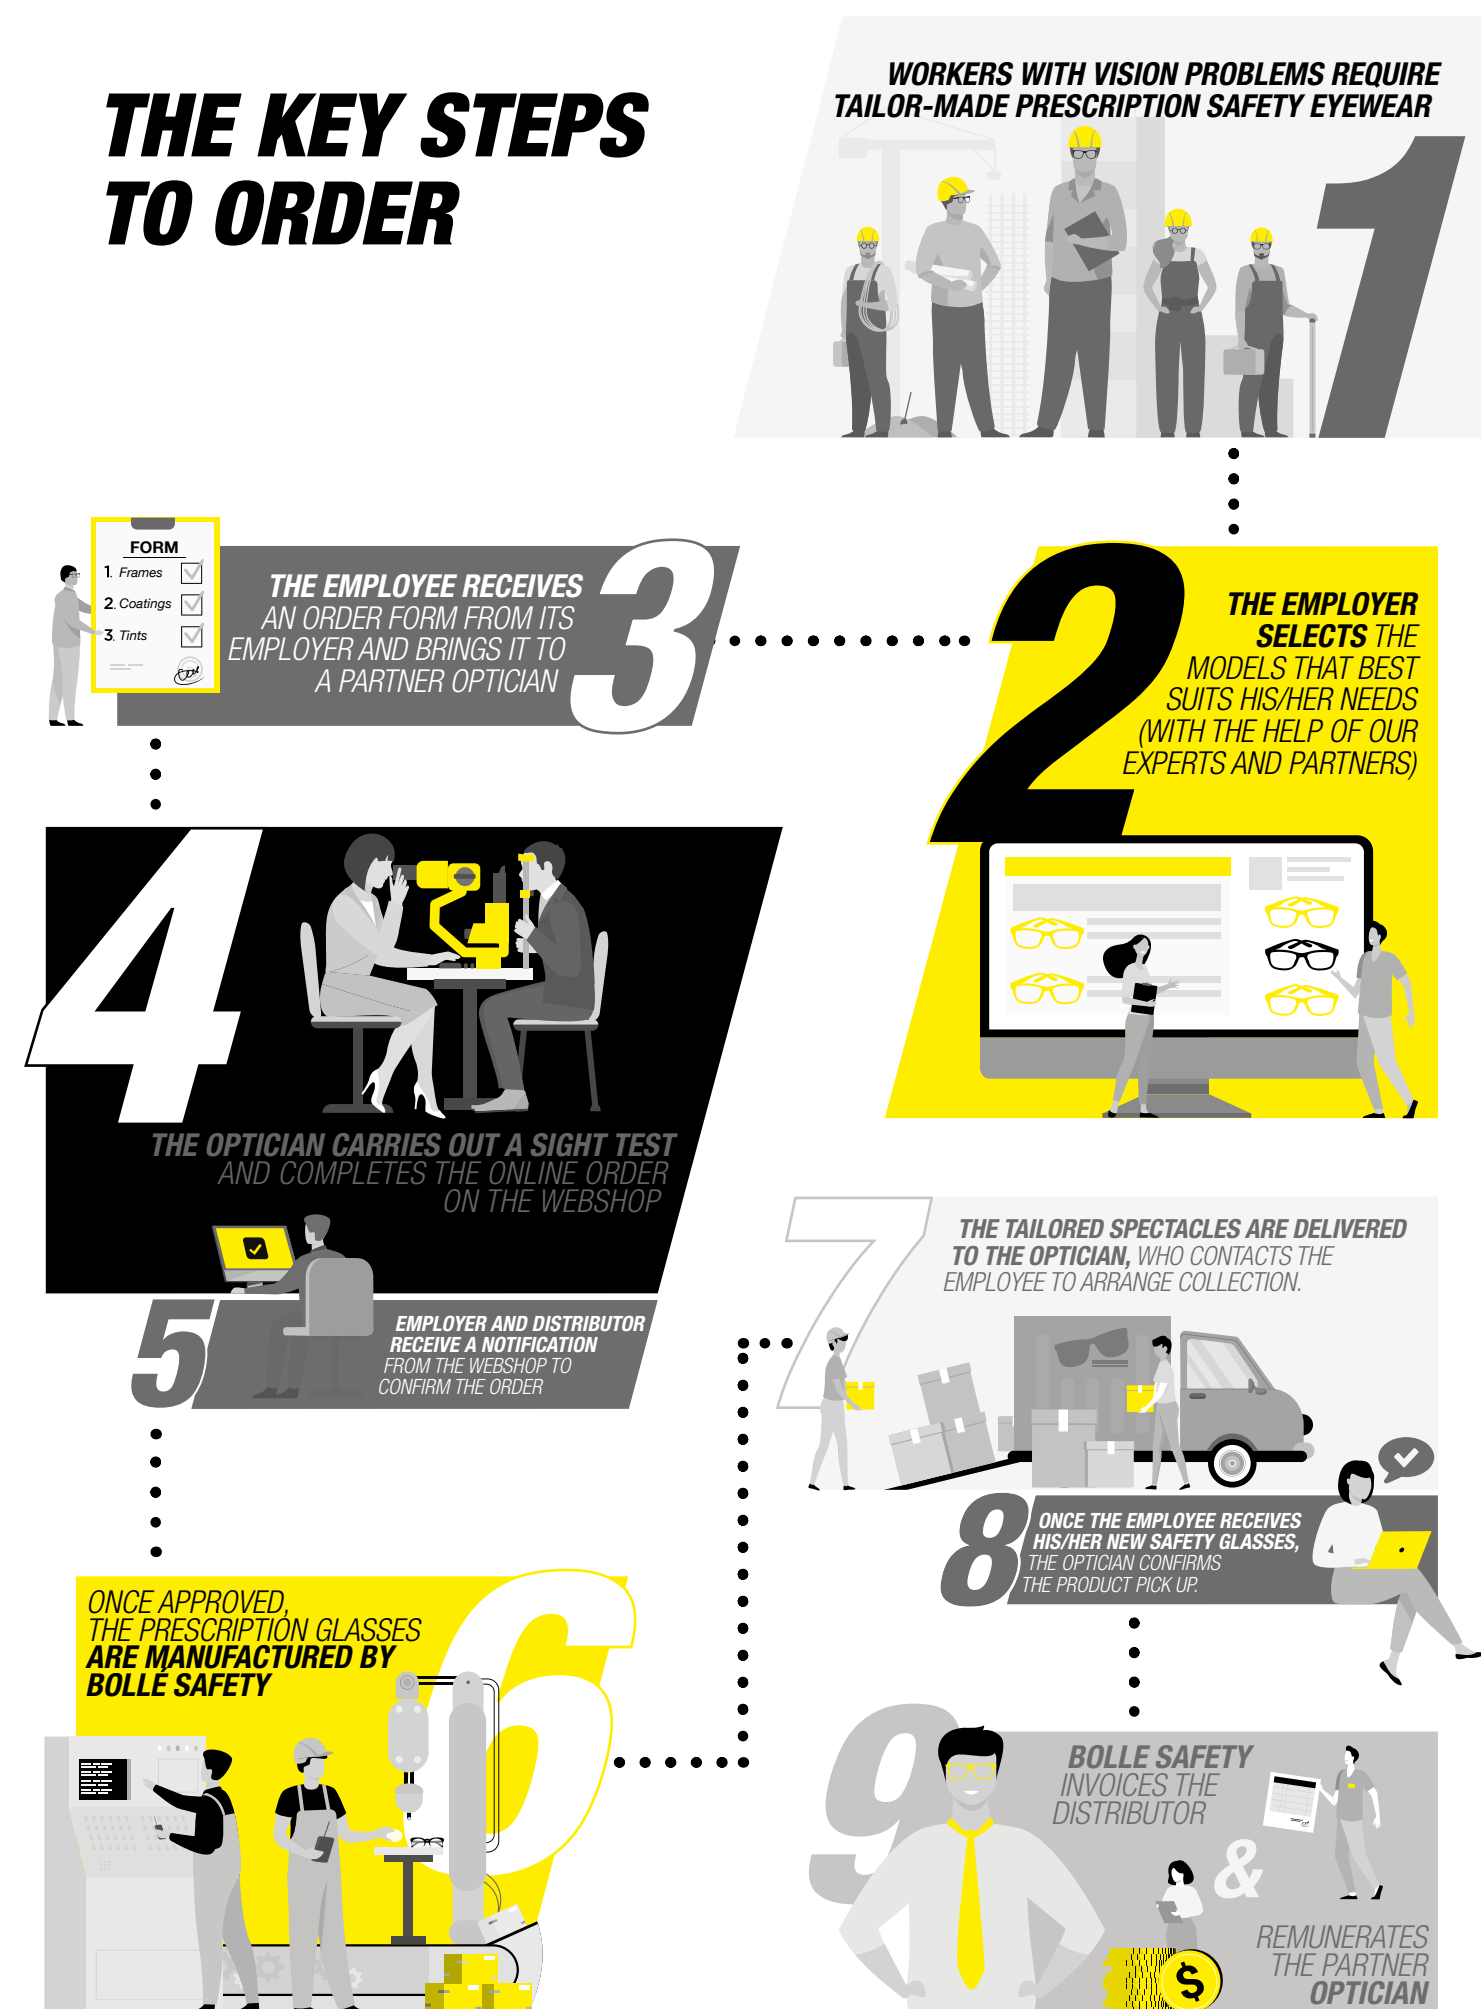 THE KEY STEPS
TO ORDER
WORKERS WITH VISION PROBLEMS REQUIRE
TAILOR-MADE PRESCRIPTION SAFETY EYEWEAR
1
2
THE EMPLOYER
SELECTS THE
MODELS THAT BEST
SUITS HIS/HER NEEDS
(WITH THE HELP OF OUR
EXPERTS AND PARTNERS)
FORM
1. Frames
2. Coatings
3. Tints
THE EMPLOYEE RECEIVES
AN ORDER FORM FROM ITS
EMPLOYER AND BRINGS IT TO
A PARTNER OPTICIAN
3
4
THE OPTICIAN CARRIES OUT A SIGHT TEST
AND COMPLETES THE ONLINE ORDER
ON THE WEBSHOP
5
EMPLOYER AND DISTRIBUTOR
RECEIVE A NOTIFICATION
FROM THE WEBSHOP TO
CONFIRM THE ORDER
ONCE APPROVED,
THE PRESCRIPTION GLASSES
ARE MANUFACTURED BY
BOLLÉ SAFETY
6
7
THE TAILORED SPECTACLES ARE DELIVERED
TO THE OPTICIAN, WHO CONTACTS THE
EMPLOYEE TO ARRANGE COLLECTION.
8
ONCE THE EMPLOYEE RECEIVES
HIS/HER NEW SAFETY GLASSES,
THE OPTICIAN CONFIRMS
THE PRODUCT PICK UP.
9
BOLLE SAFETY
INVOICES THE
DISTRIBUTOR
&
REMUNERATES
THE PARTNER
OPTICIAN
$